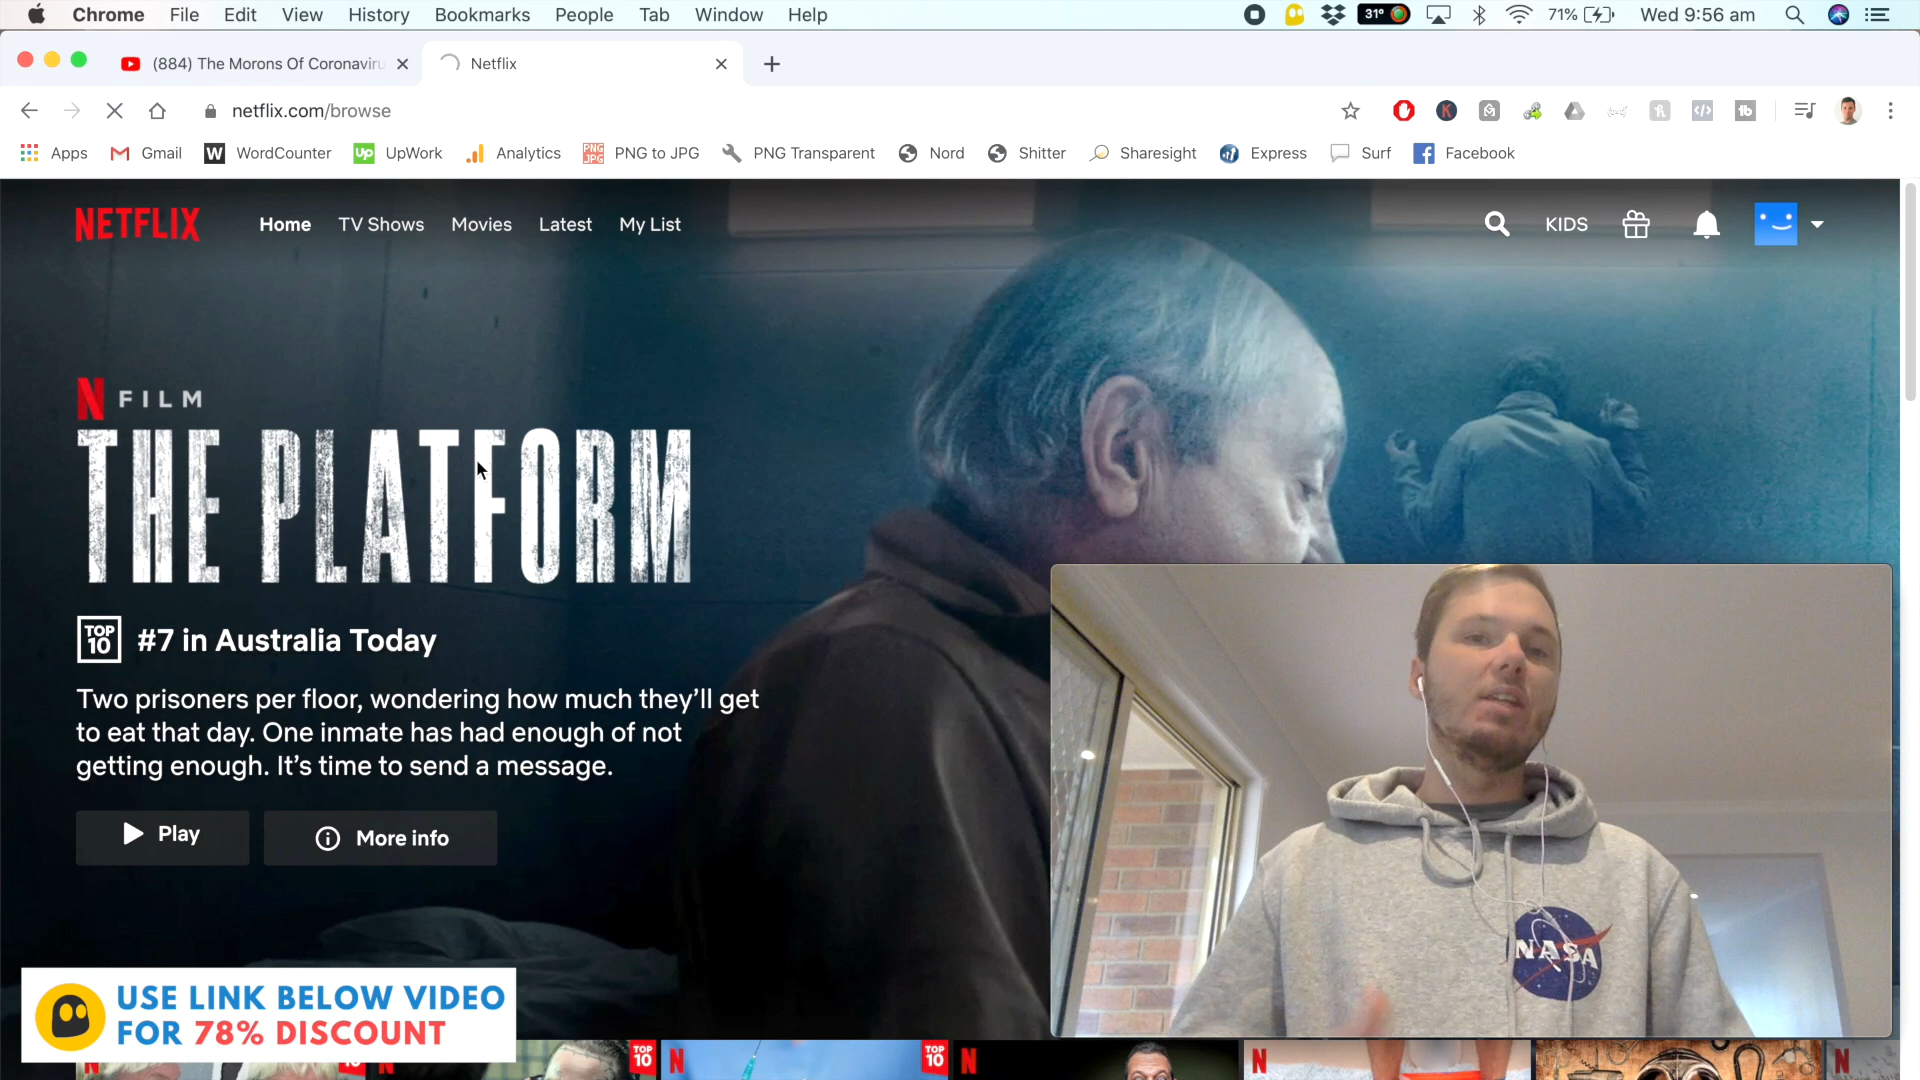 Chrome File Edit View History Bookmarks People Tab Window Help
31° 71% Wed 9:56 am
(884) The Morons Of Coronaviru
Netflix
netflix.com/browse
Apps Gmail WordCounter UpWork Analytics PNG to JPG PNG Transparent Nord Shitter Sharesight Express Surf Facebook
NETFLIX Home TV Shows Movies Latest My List KIDS
N FILM
THE PLATFORM
TOP 10 #7 in Australia Today
Two prisoners per floor, wondering how much they’ll get
to eat that day. One inmate has had enough of not
getting enough. It’s time to send a message.
Play More info
NASA
USE LINK BELOW VIDEO
FOR 78% DISCOUNT
TOP 10
TOP 10